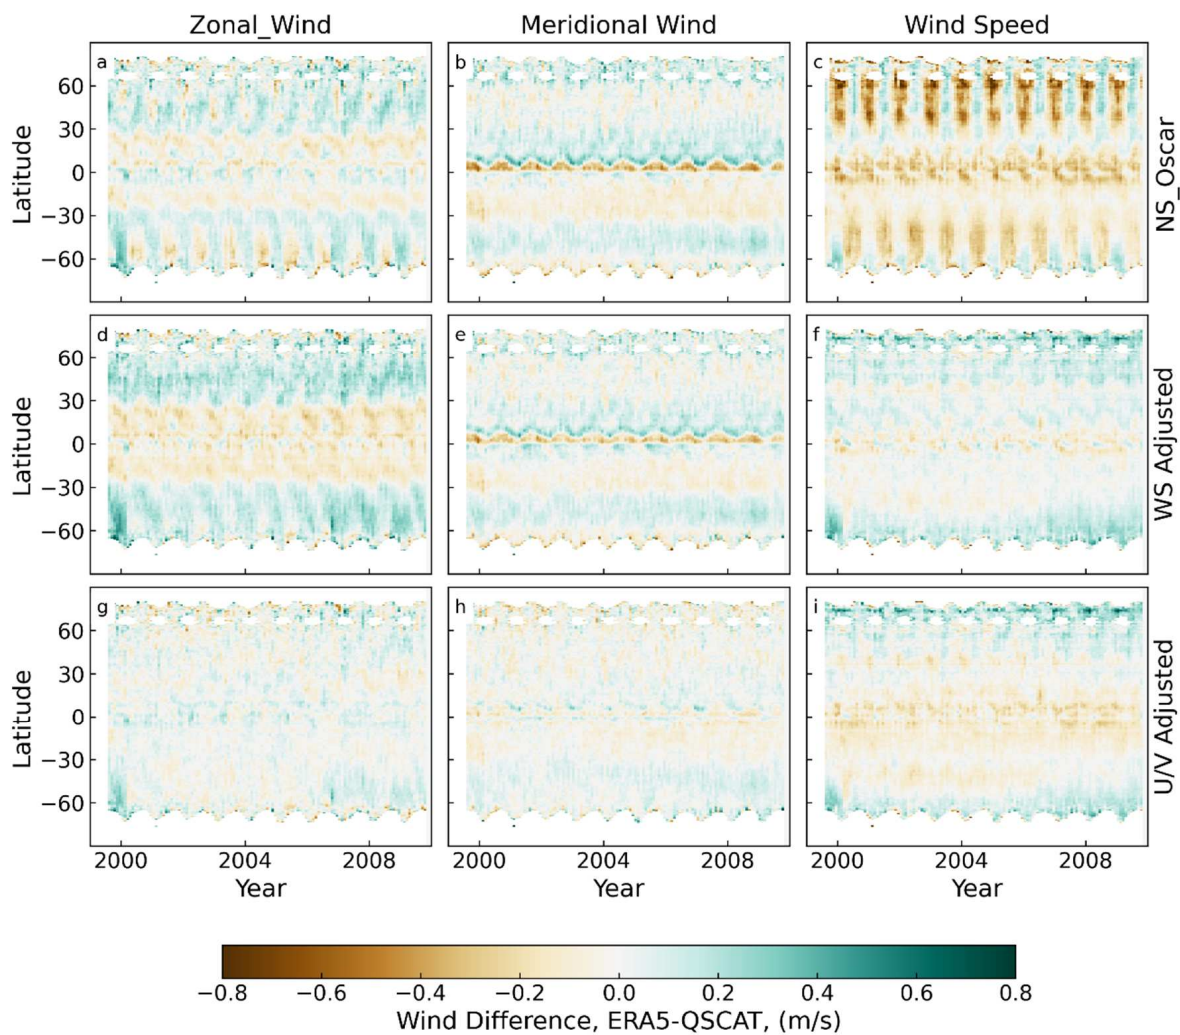 Zonal_Wind Meridional Wind Wind Speed
a b c
60
30
0
−30
−60
Latitude
NS_Oscar
d e f
60
30
0
−30
−60
Latitude
WS Adjusted
g h i
60
30
0
−30
−60
Latitude
U/V Adjusted
2000 2004 2008 2000 2004 2008 2000 2004 2008
Year Year Year
−0.8 −0.6 −0.4 −0.2 0.0 0.2 0.4 0.6 0.8
Wind Difference, ERA5-QSCAT, (m/s)